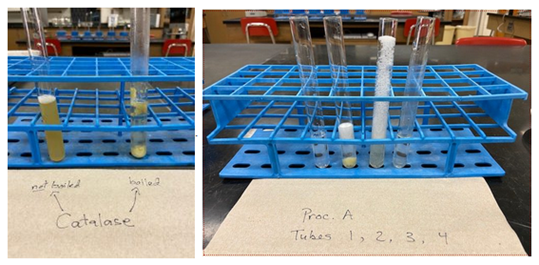 not boiled boiled
Catalase
Proc. A
Tubes 1, 2, 3, 4